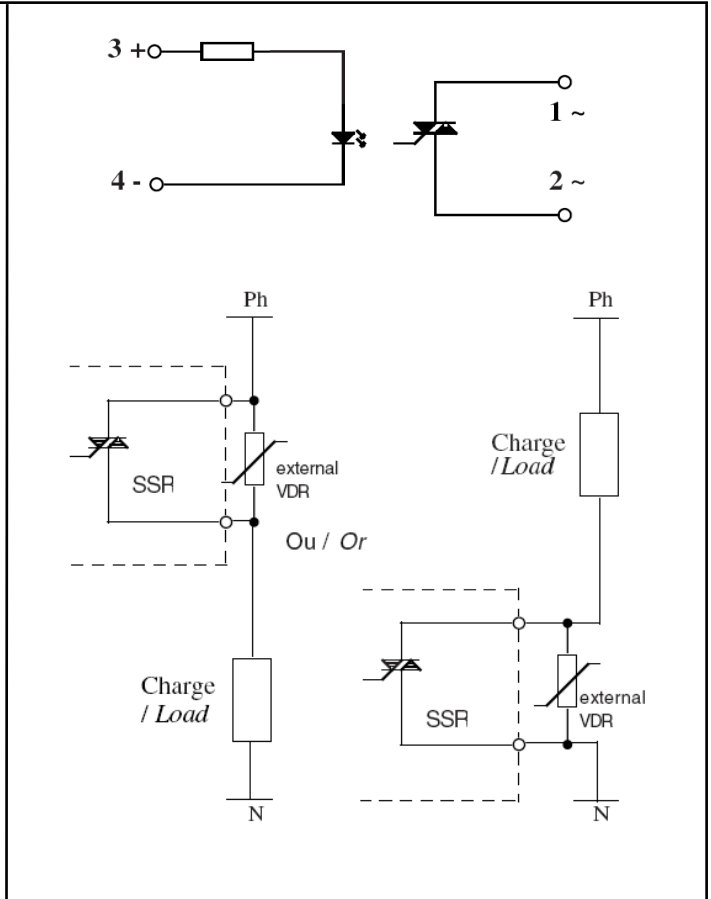 3 +
1 ~
4 -
2 ~
Ph
Ph
Charge
/ Load
external
VDR
SSR
Ou / Or
Charge
/ Load
external
VDR
SSR
N
N